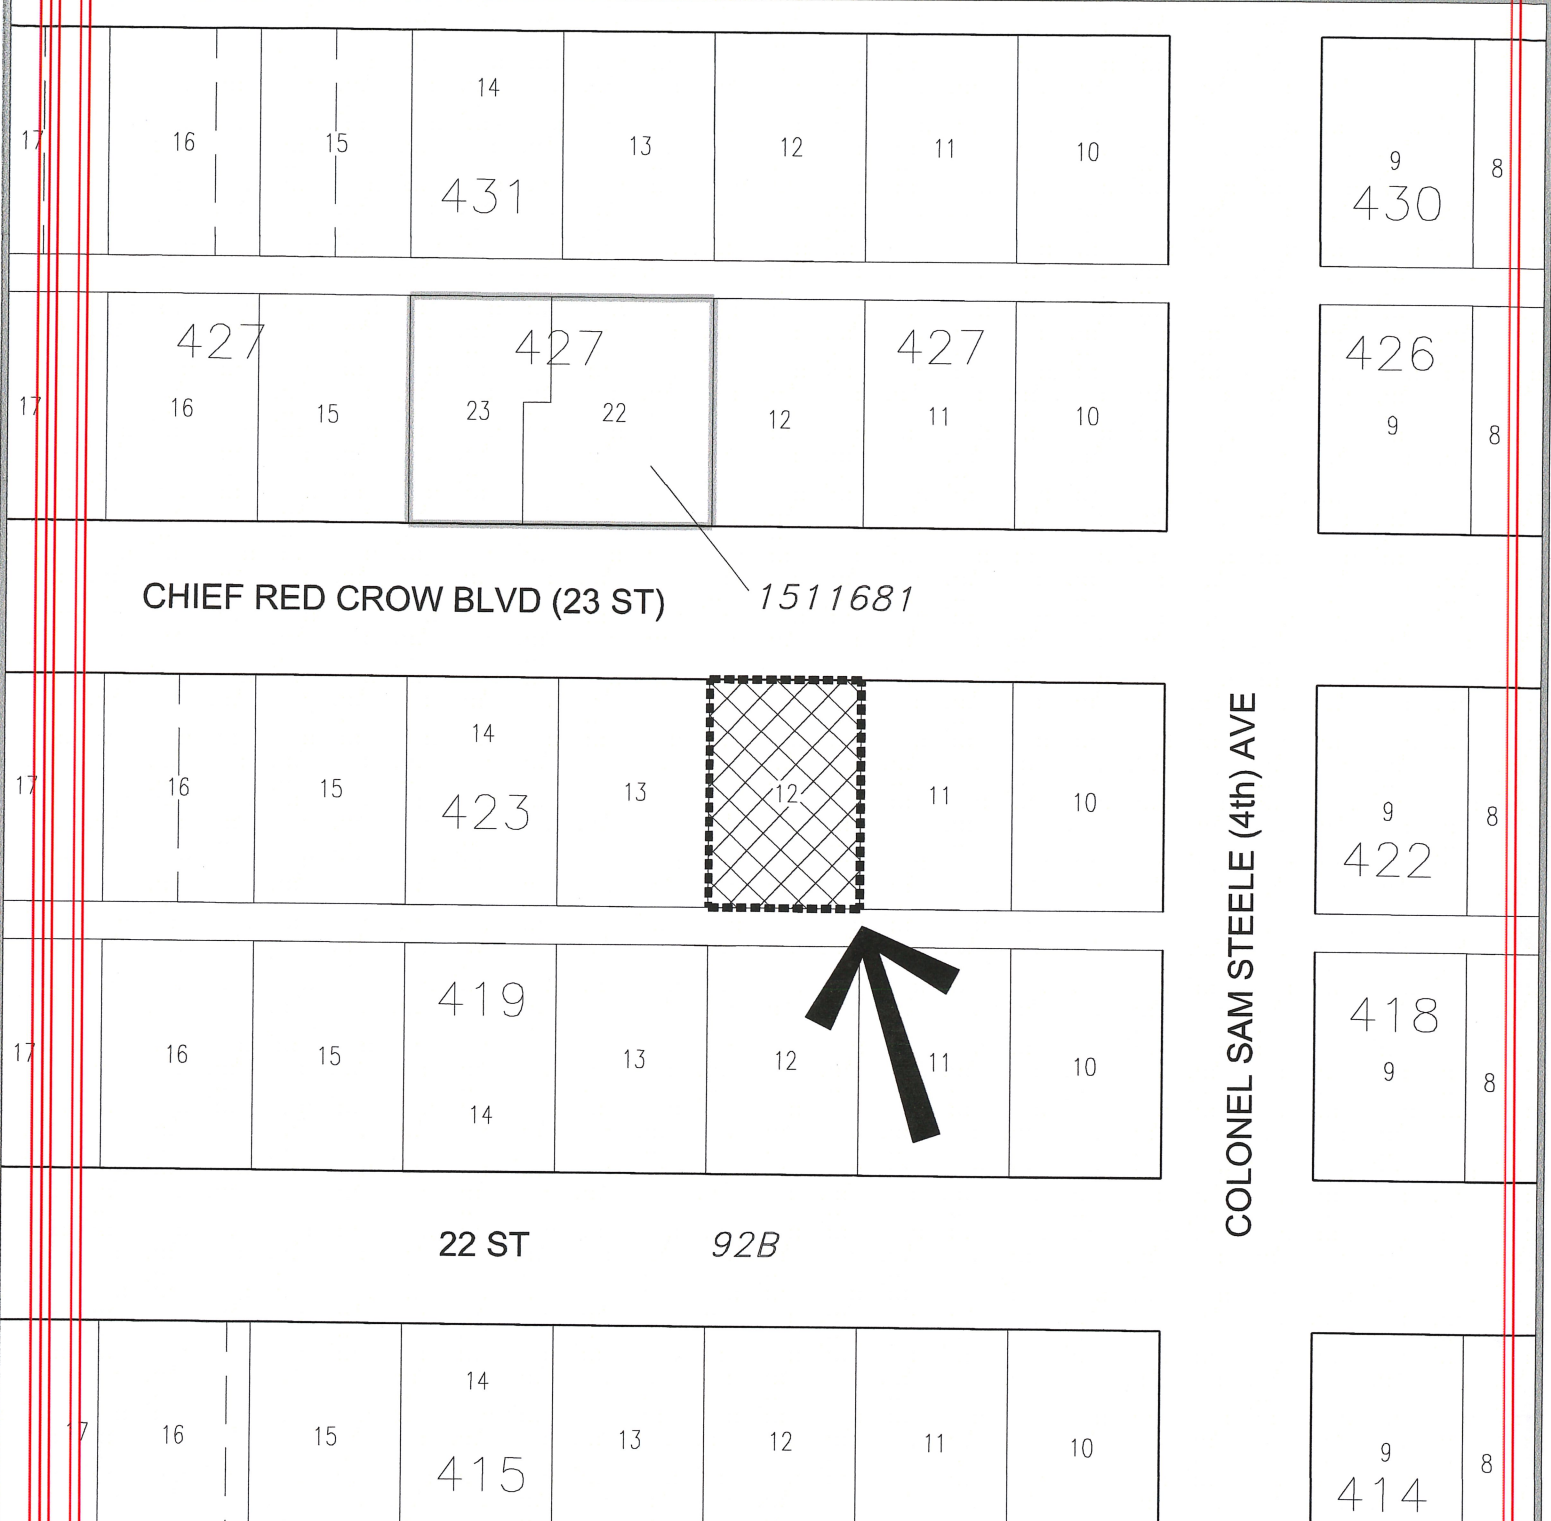 14
17 16 15 13 12 11 10 9 8
431 430
427 427 427 426
17 16 15 23 22 12 11 10 9 8
CHIEF RED CROW BLVD (23 ST) 1511681
14
17 16 15 13 12 11 10 9 8
423 422
COLONEL SAM STEELE (4th) AVE
419 418
17 16 15 13 12 11 10 9 8
14
22 ST 92B
14
17 16 15 13 12 11 10 9 8
415 414